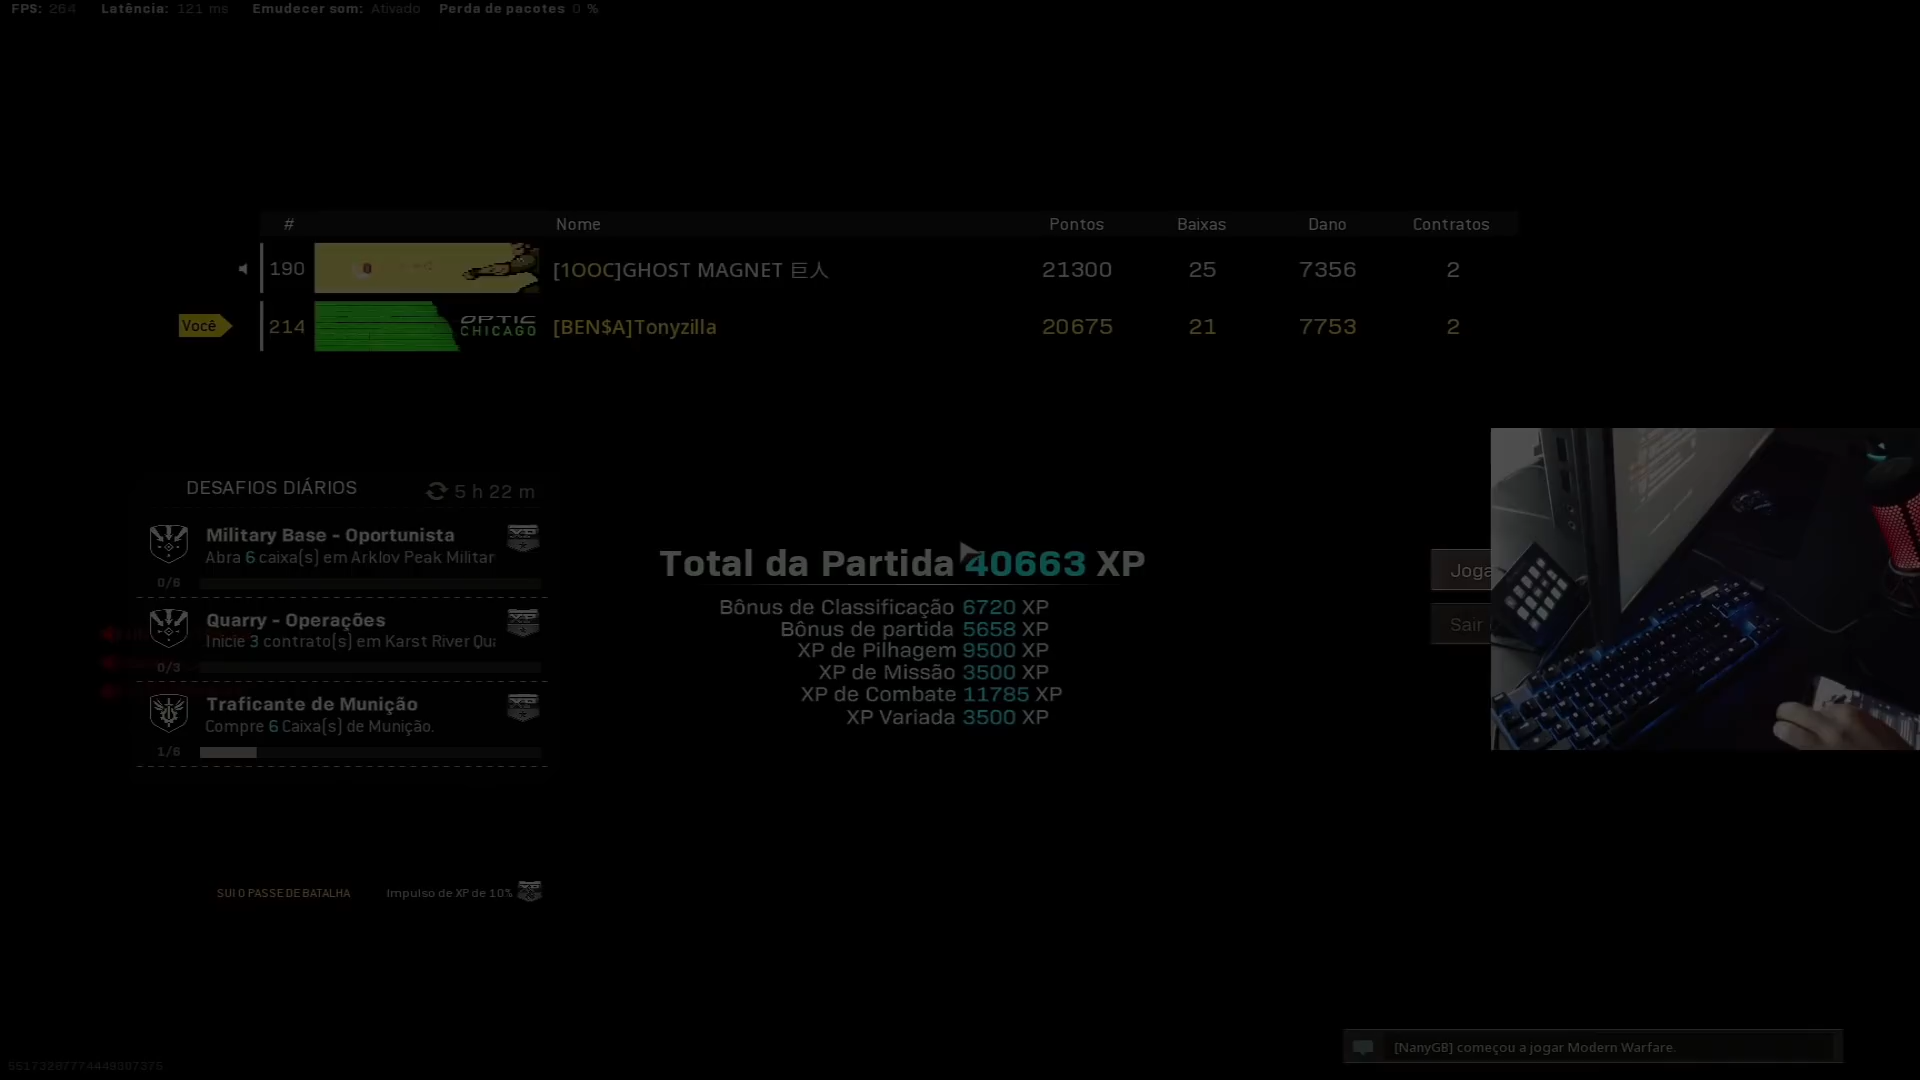 FPS: 264 Latência: 121 ms Emudecer som: Ativado Perda de pacotes 0 %
# Nome Pontos Baixas Dano Contratos
190 [1OOC]GHOST MAGNET 巨人 21300 25 7356 2
Você 214 OPTIC CHICAGO [BEN$A]Tonyzilla 20675 21 7753 2
DESAFIOS DIÁRIOS 5 h 22 m
Military Base - Oportunista
Abra 6 caixa(s) em Arklov Peak Militar
0/6
Quarry - Operações
Inicie 3 contrato(s) em Karst River Qua
0/3
Traficante de Munição
Compre 6 Caixa(s) de Munição.
1/6
Total da Partida 40663 XP
Bônus de Classificação 6720 XP
Bônus de partida 5658 XP
XP de Pilhagem 9500 XP
XP de Missão 3500 XP
XP de Combate 11785 XP
XP Variada 3500 XP
Joga
Sair
SUI O PASSE DE BATALHA Impulso de XP de 10%
[NanyGB] começou a jogar Modern Warfare.